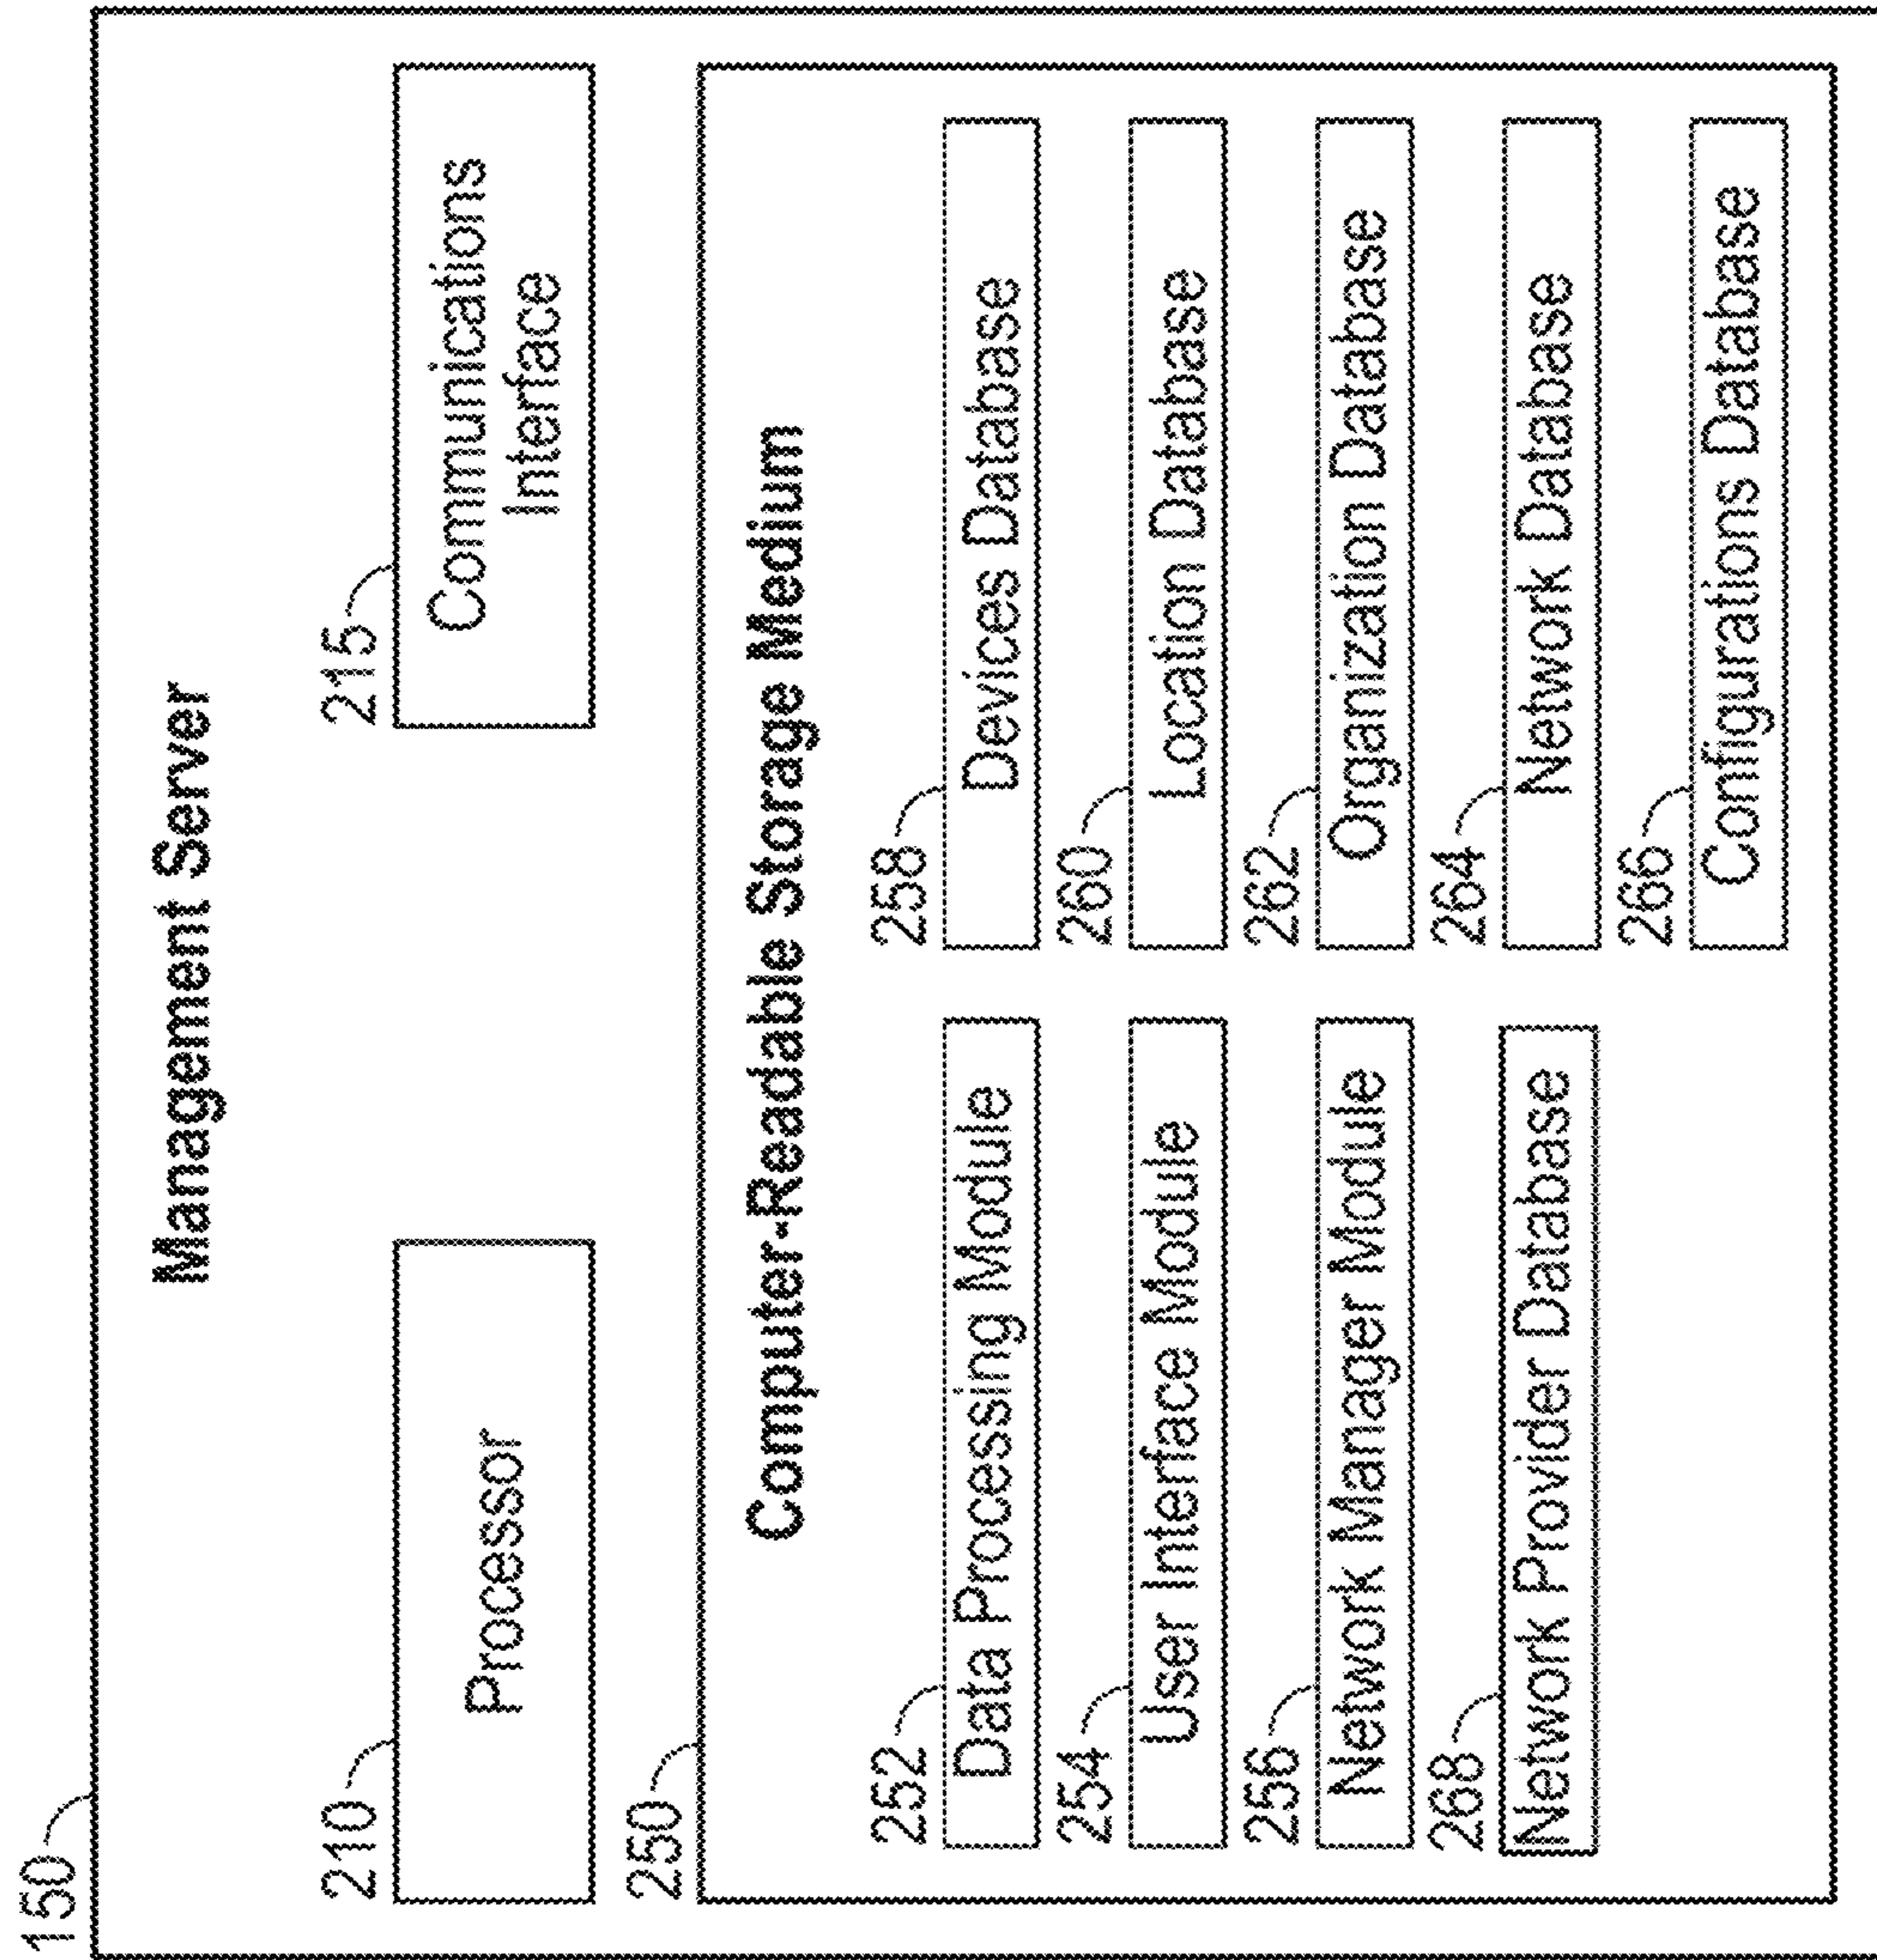 150
Management Server
210
Processor
215
Communications
Interface
250
Computer-Readable Storage Medium
252
Data Processing Module
254
User Interface Module
256
Network Manager Module
268
Network Provider Database
258
Devices Database
260
Location Database
262
Organization Database
264
Network Database
266
Configurations Database